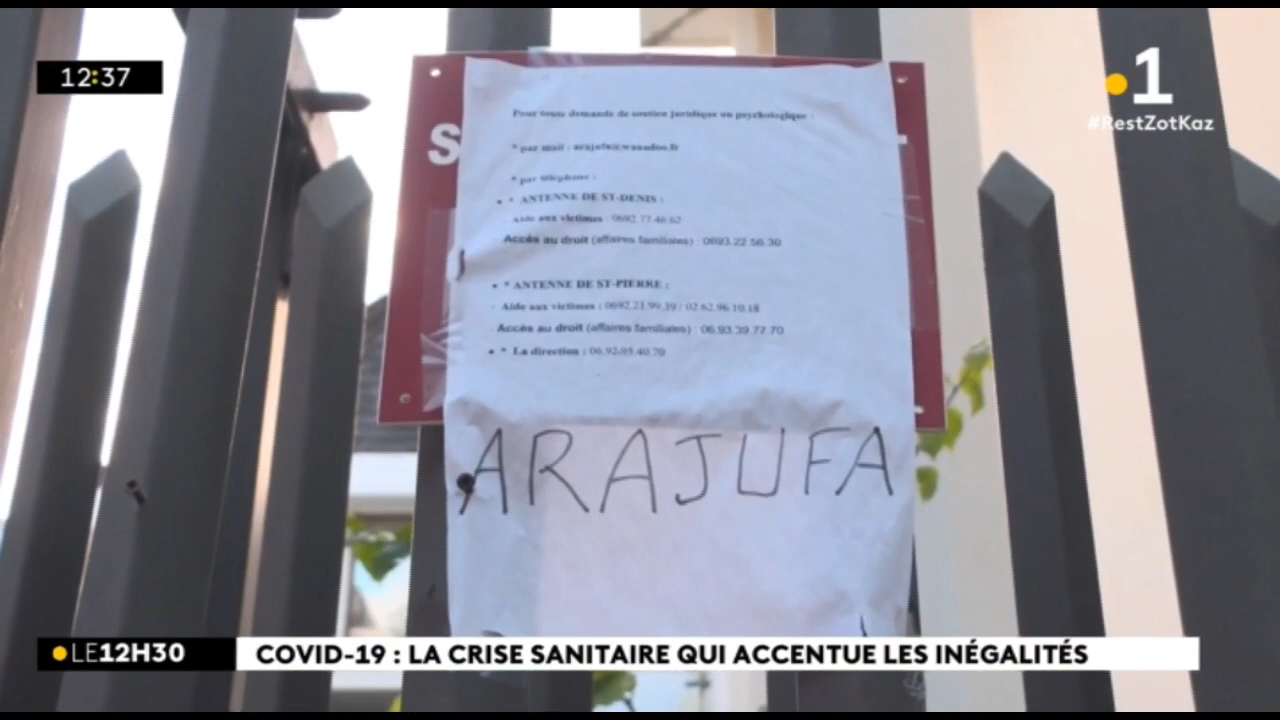 12:37
1
#RestZotKaz
S
Pour toute demande de soutien juridique ou psychologique :
* par mail : arajufa@wanadoo.fr
* par téléphone :
• * ANTENNE DE ST-DENIS :
Aide aux victimes : 0692.77.46.62
Accès au droit (affaires familiales) : 0693.22.56.30
• * ANTENNE DE ST-PIERRE :
Aide aux victimes : 0692.21.99.39 / 02.62.96.10.18
Accès au droit (affaires familiales) : 06.93.39.77.70
• * La direction : 06.92.95.40.70
ARAJUFA
LE12H30
COVID-19 : LA CRISE SANITAIRE QUI ACCENTUE LES INÉGALITÉS